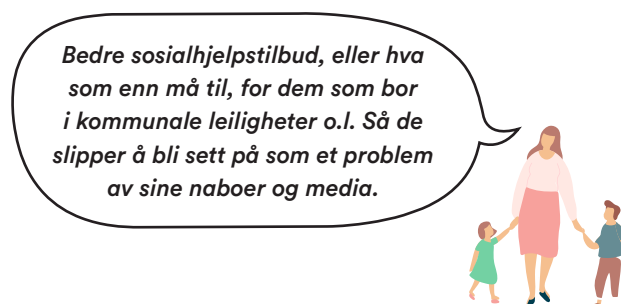 Bedre sosialhjelpstilbud, eller hva
som enn må til, for dem som bor
i kommunale leiligheter o.l. Så de
slipper å bli sett på som et problem
av sine naboer og media.